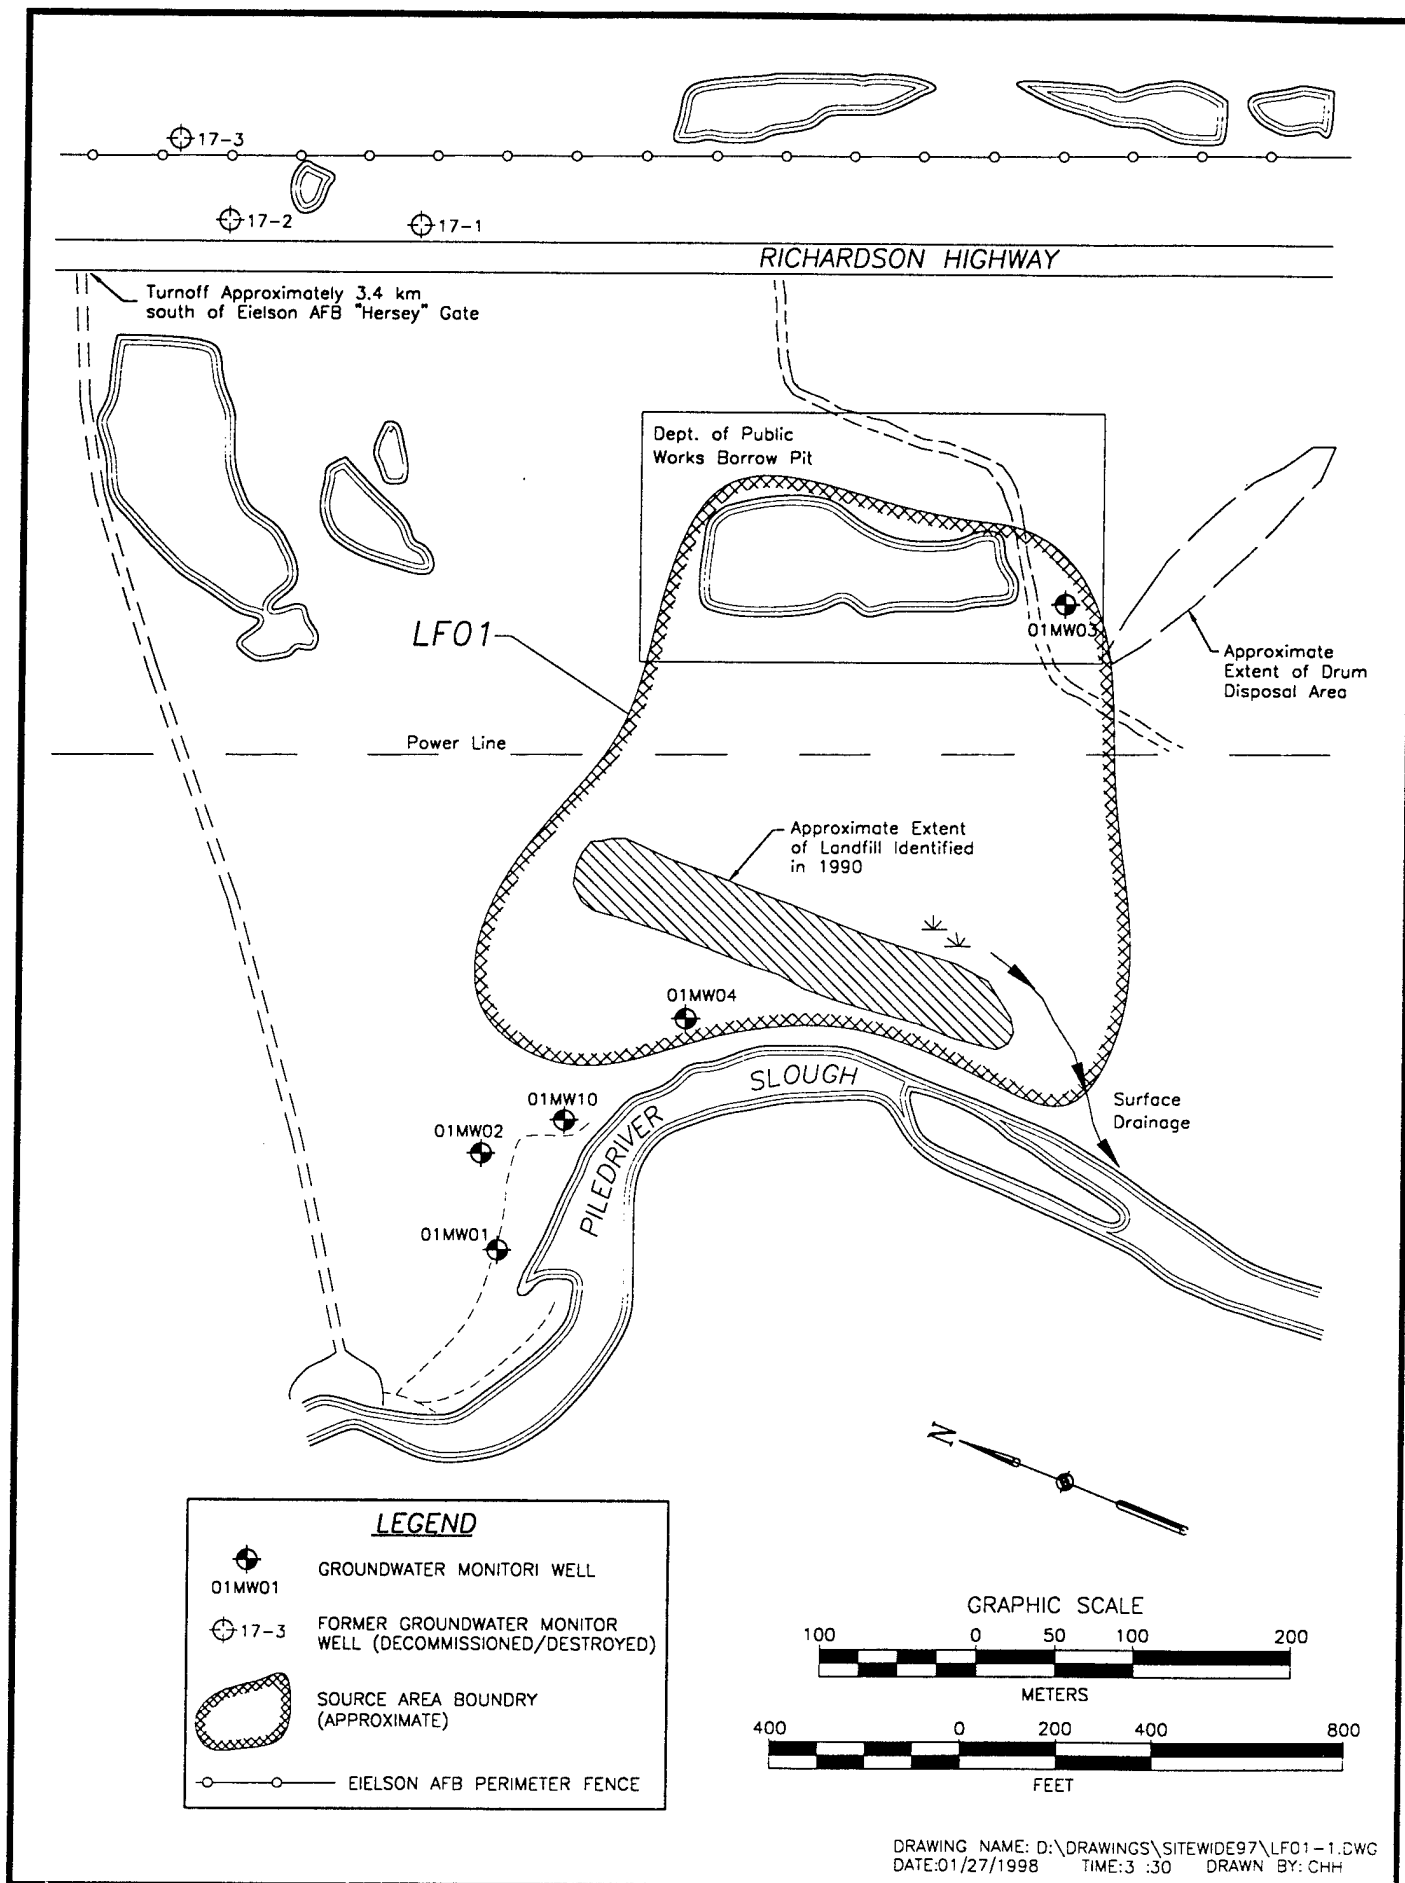 17-3
17-2
17-1
RICHARDSON HIGHWAY
Turnoff Approximately 3.4 km
south of Eielson AFB "Hersey" Gate
Dept. of Public
Works Borrow Pit
LF01
01MW03
Approximate
Extent of Drum
Disposal Area
Power Line
Approximate Extent
of Landfill Identified
in 1990
01MW04
SLOUGH
PILEDRIVER
Surface
Drainage
01MW10
01MW02
01MW01
N
LEGEND
01MW01
GROUNDWATER MONITORI WELL
17-3
FORMER GROUNDWATER MONITOR
WELL (DECOMMISSIONED/DESTROYED)
SOURCE AREA BOUNDRY
(APPROXIMATE)
EIELSON AFB PERIMETER FENCE
GRAPHIC SCALE
100 0 50 100 200
METERS
400 0 200 400 800
FEET
DRAWING NAME: D:\DRAWINGS\SITEWIDE97\LF01-1.DWG
DATE:01/27/1998 TIME:3 :30 DRAWN BY: CHH